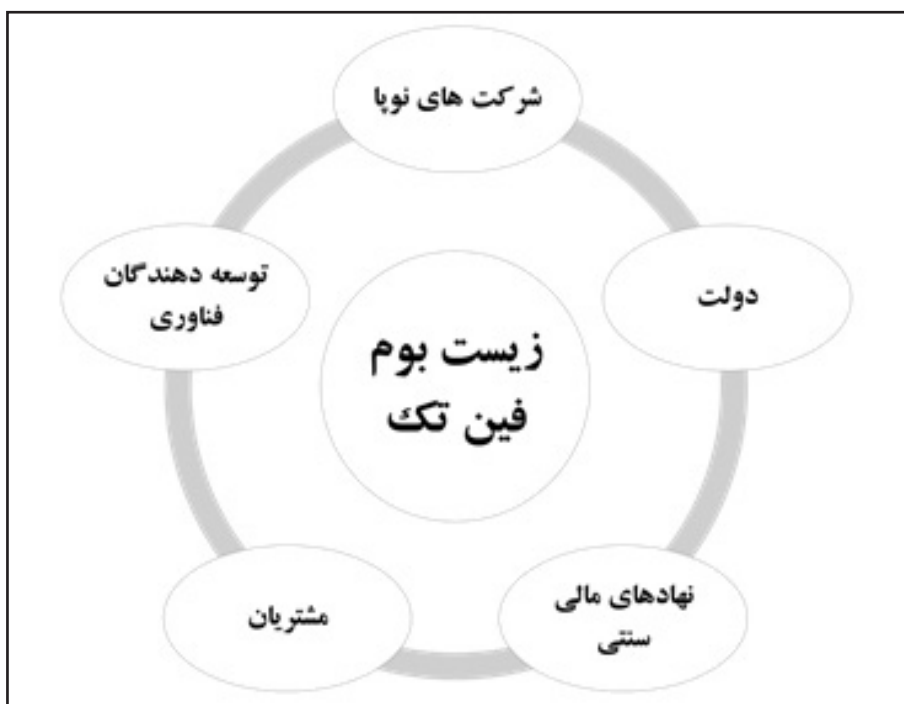 شرکت های نوپا
دولت
توسعه دهندگان
فناوری
زیست بوم
فین تک
نهادهای مالی
سنتی
مشتریان